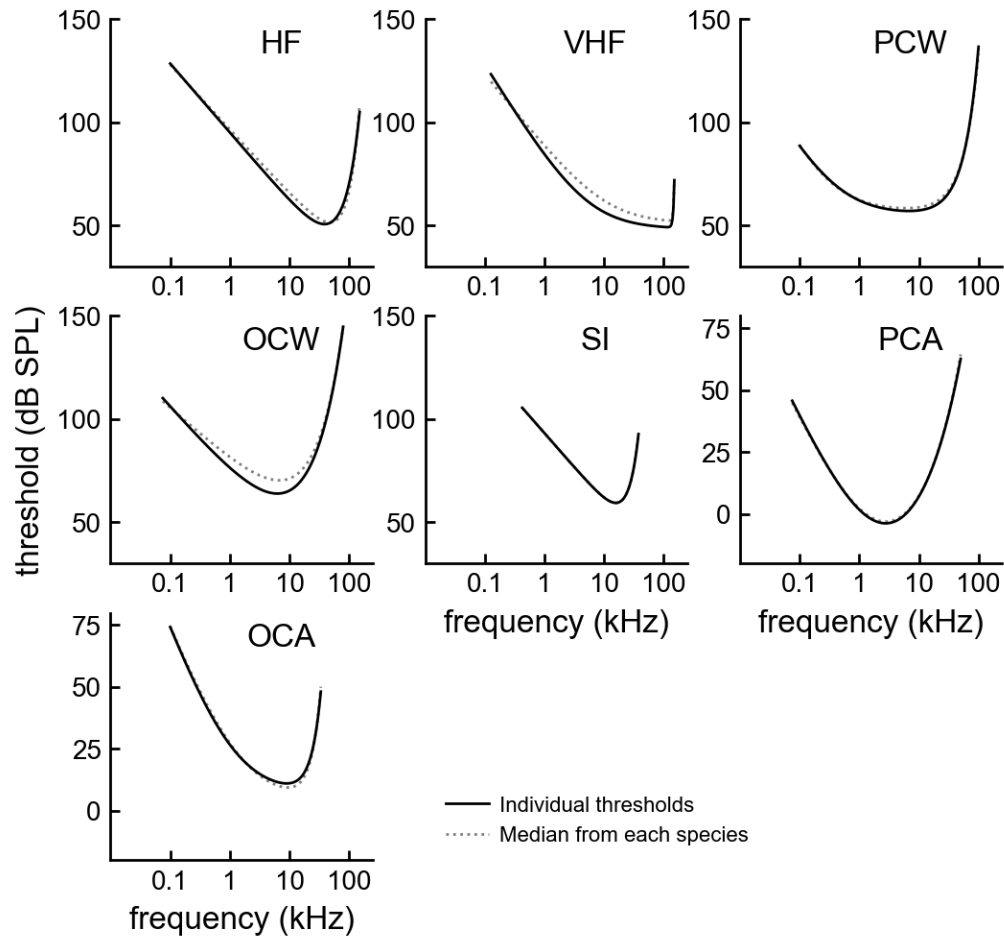 HF
150
100
50
0.1 1 10 100
VHF
150
100
50
0.1 1 10 100
PCW
150
100
50
0.1 1 10 100
threshold (dB SPL)
OCW
150
100
50
0.1 1 10 100
SI
150
100
50
0.1 1 10 100
frequency (kHz)
PCA
75
50
25
0
0.1 1 10 100
frequency (kHz)
OCA
75
50
25
0
0.1 1 10 100
frequency (kHz)
Individual thresholds
Median from each species